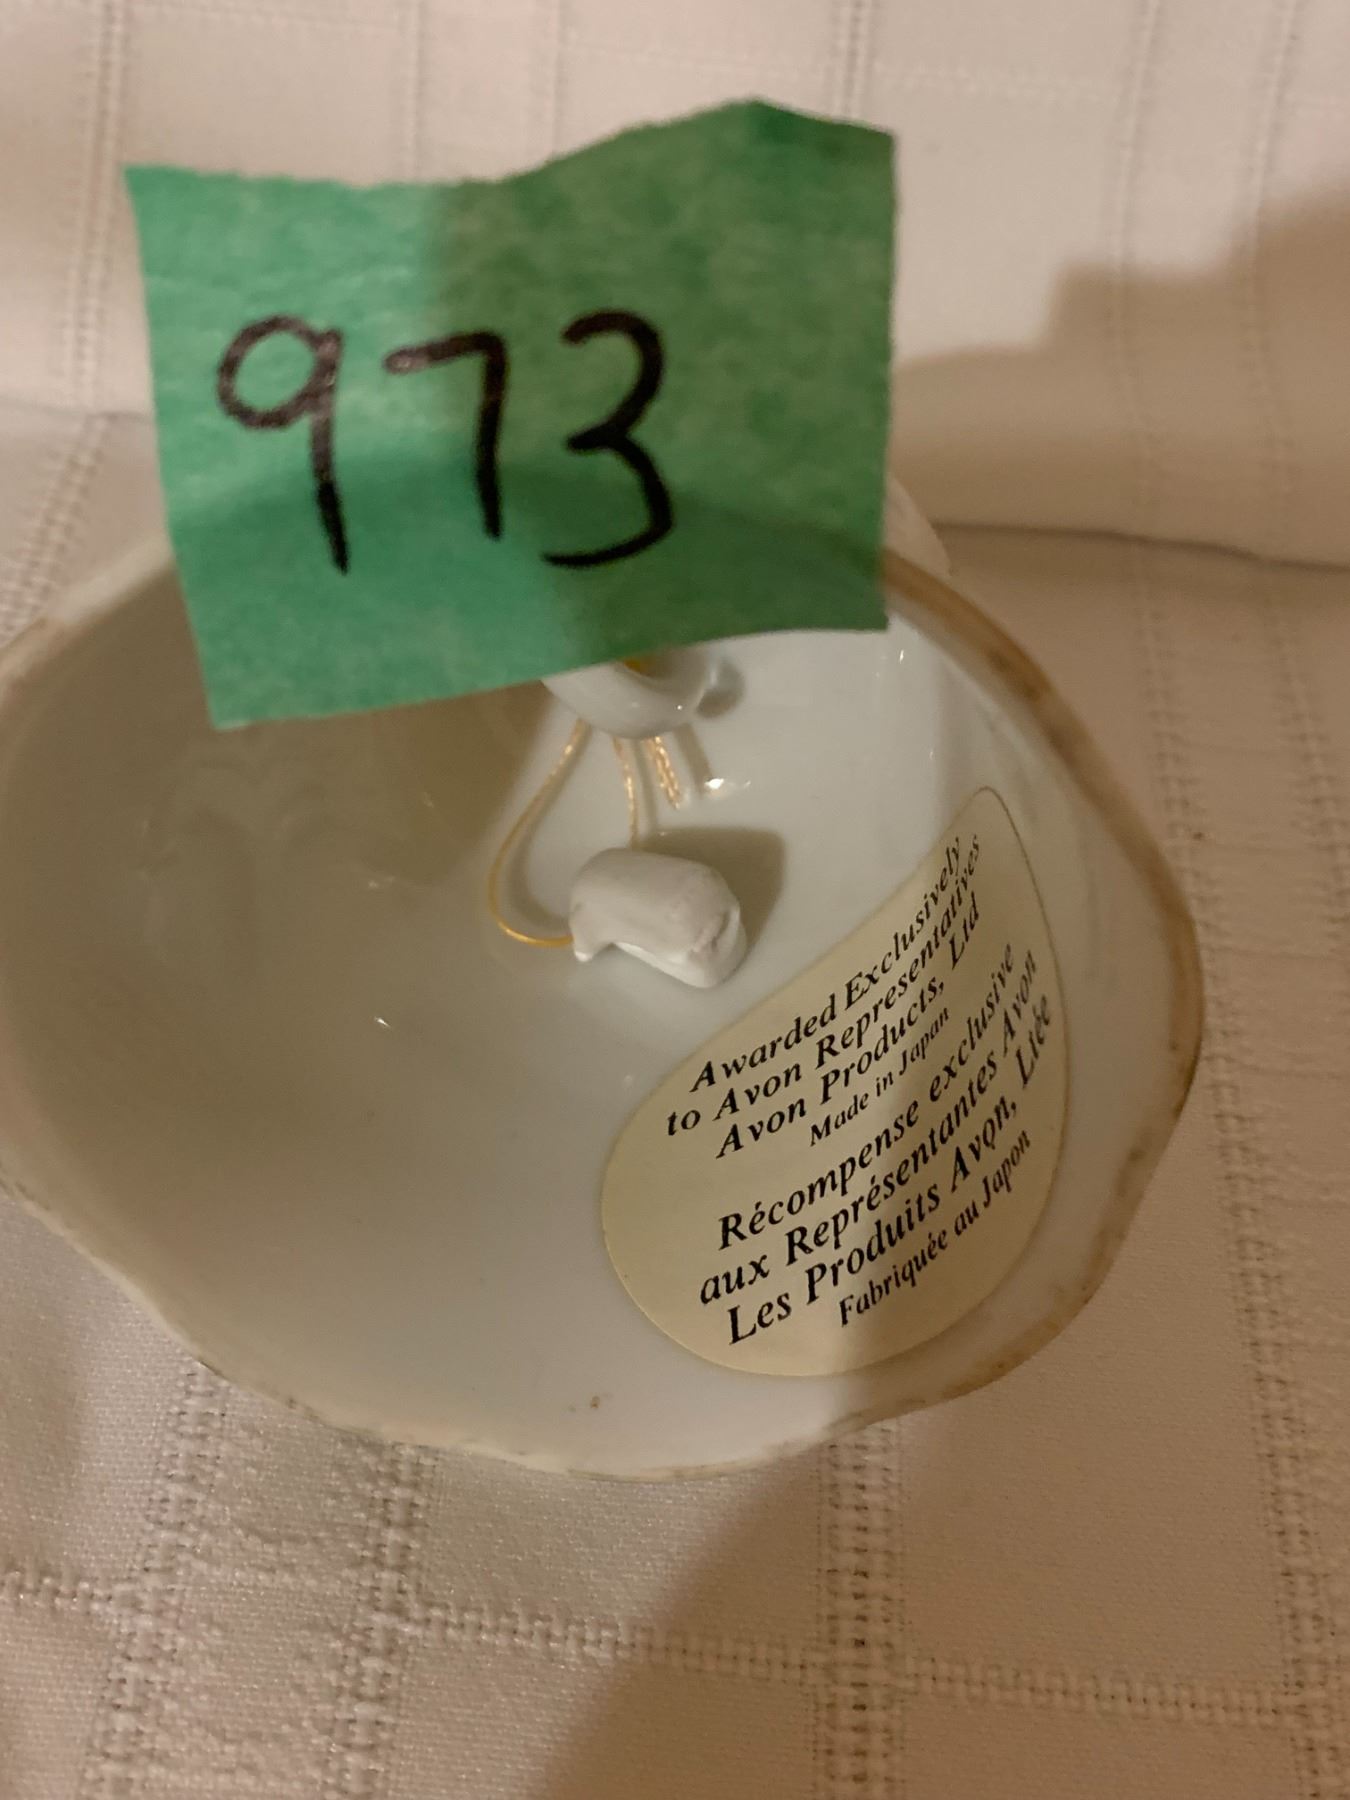 973
Awarded Exclusively
to Avon Representatives
Avon Products, Ltd
Made in Japan
Récompense exclusive
aux Représentantes Avon
Les Produits Avon, Ltée
Fabriquée au Japon